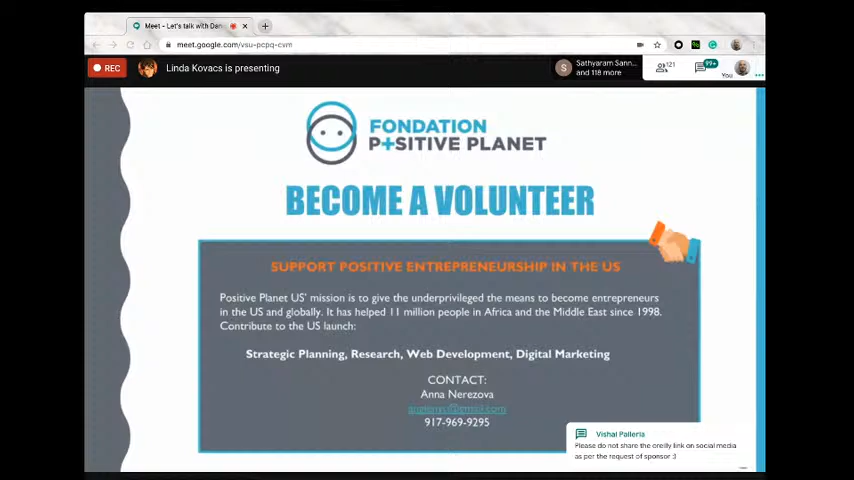 Meet - Let's talk with Dan
meet.google.com/vsu-pcpq-cvm
REC
Linda Kovacs is presenting
S
Sathyaram Sann...
and 118 more
121
99+
You
FONDATION
P+SITIVE PLANET
BECOME A VOLUNTEER
SUPPORT POSITIVE ENTREPRENEURSHIP IN THE US
Positive Planet US' mission is to give the underprivileged the means to become entrepreneurs
in the US and globally. It has helped 11 million people in Africa and the Middle East since 1998.
Contribute to the US launch:
Strategic Planning, Research, Web Development, Digital Marketing
CONTACT:
Anna Nerezova
917-969-9295
Vishal Polleria
Please do not share the oreilly link on social media
as per the request of sponsor :)